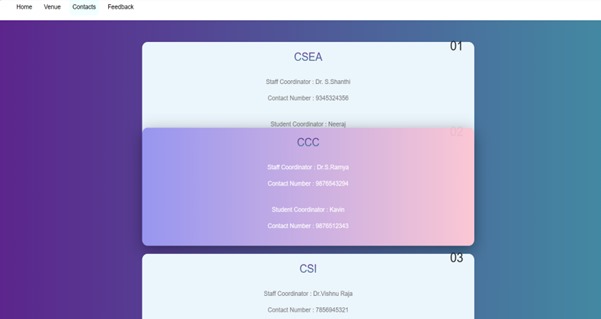 Home Venue Contacts Feedback
01
CSEA
Staff Coordinator : Dr. S.Shanthi
Contact Number : 9345324356
Student Coordinator : Neeraj
02
CCC
Staff Coordinator : Dr.S.Ramya
Contact Number : 9876543294
Student Coordinator : Kavin
Contact Number : 9876512343
03
CSI
Staff Coordinator : Dr.Vishnu Raja
Contact Number : 7856945321